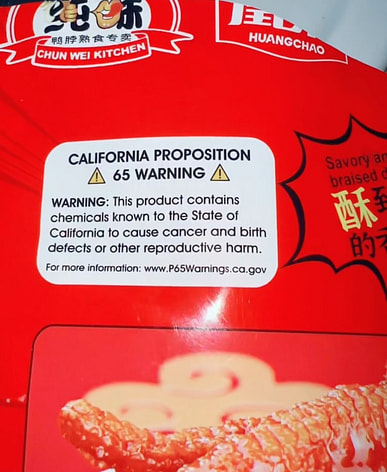 鸭脖熟食专卖
CHUN WEI KITCHEN
HUANGCHAO
CALIFORNIA PROPOSITION
65 WARNING
WARNING: This product contains
chemicals known to the State of
California to cause cancer and birth
defects or other reproductive harm.
For more information: www.P65Warnings.ca.gov
Savory
braised
酥
的